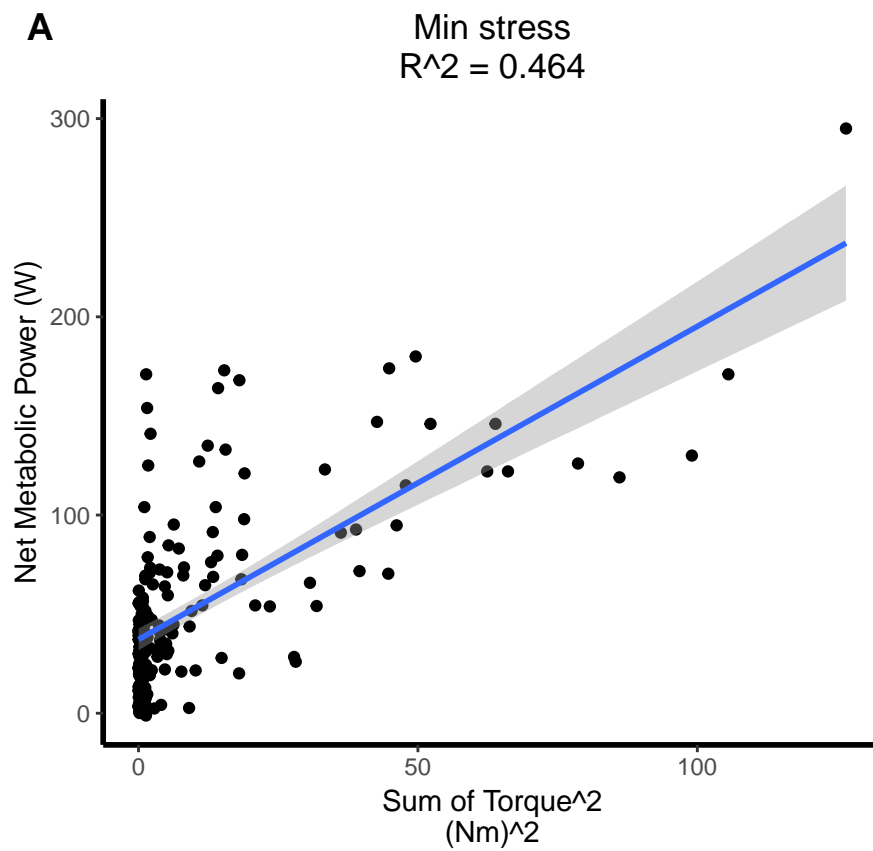 A
Min stress
R^2 = 0.464
Net Metabolic Power (W)
300
200
100
0
0
50
100
Sum of Torque^2
(Nm)^2